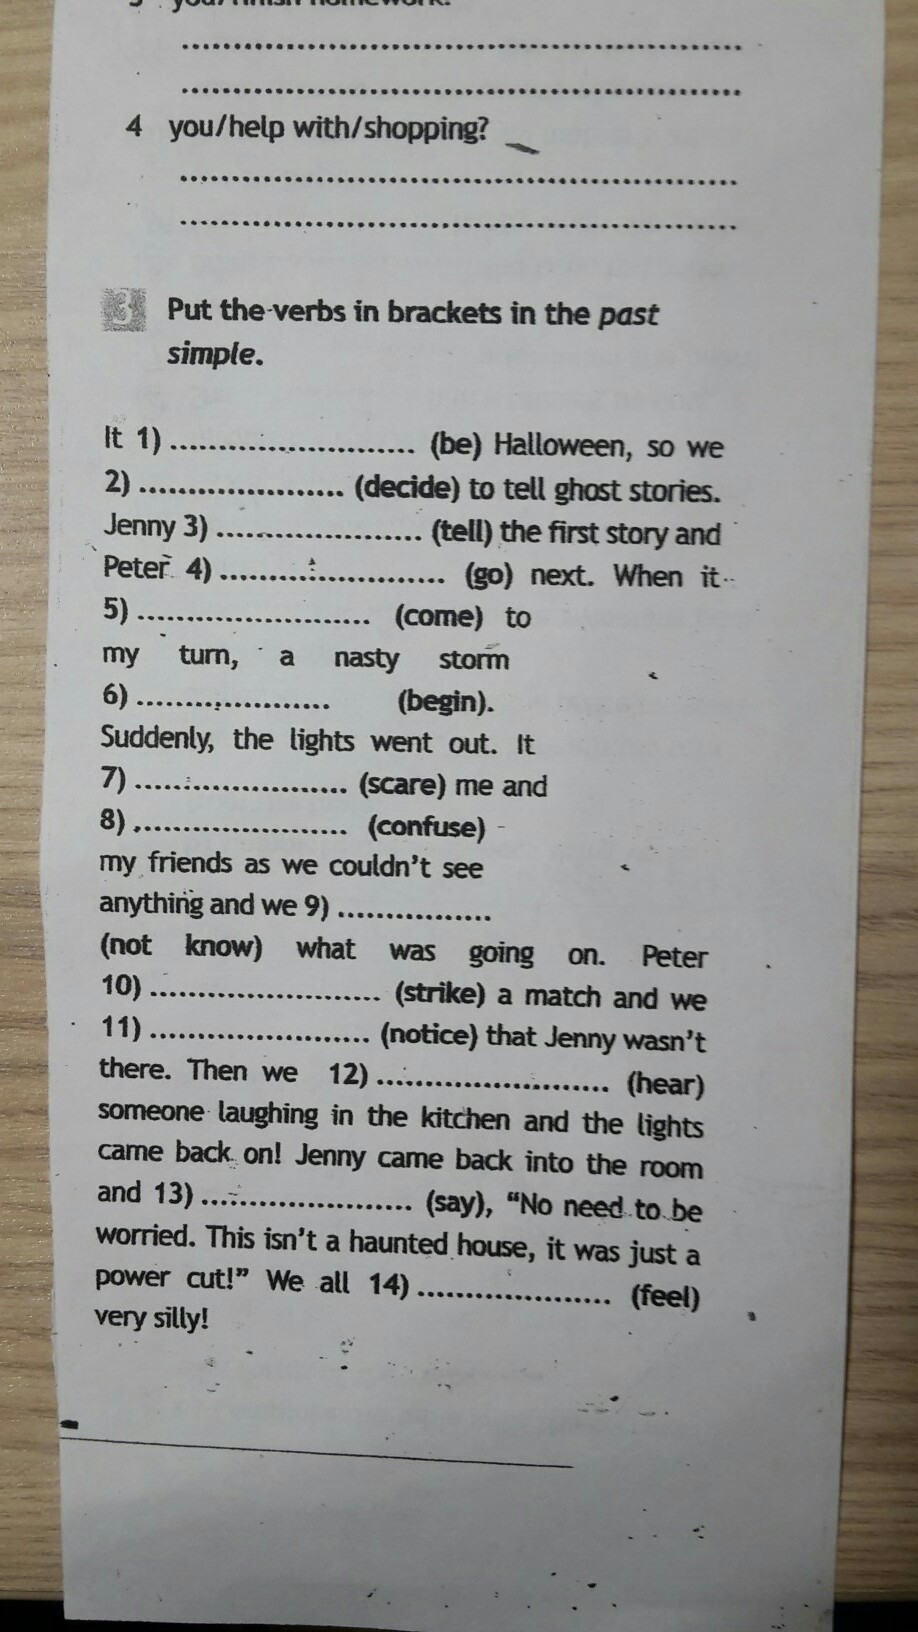 3 you/finish homework?
4 you/help with/shopping?
3 Put the verbs in brackets in the past
simple.
It 1) ........................ (be) Halloween, so we
2) ..................... (decide) to tell ghost stories.
Jenny 3) ..................... (tell) the first story and
Peter 4) ....................... (go) next. When it
5) ........................ (come) to
my turn, a nasty storm
6) .................... (begin).
Suddenly, the lights went out. It
7) ...................... (scare) me and
8) ...................... (confuse)
my friends as we couldn't see
anything and we 9) ................
(not know) what was going on. Peter
10) ........................ (strike) a match and we
11) ....................... (notice) that Jenny wasn't
there. Then we 12) ........................ (hear)
someone laughing in the kitchen and the lights
came back on! Jenny came back into the room
and 13) ...................... (say), “No need to be
worried. This isn't a haunted house, it was just a
power cut!” We all 14) .................... (feel)
very silly!